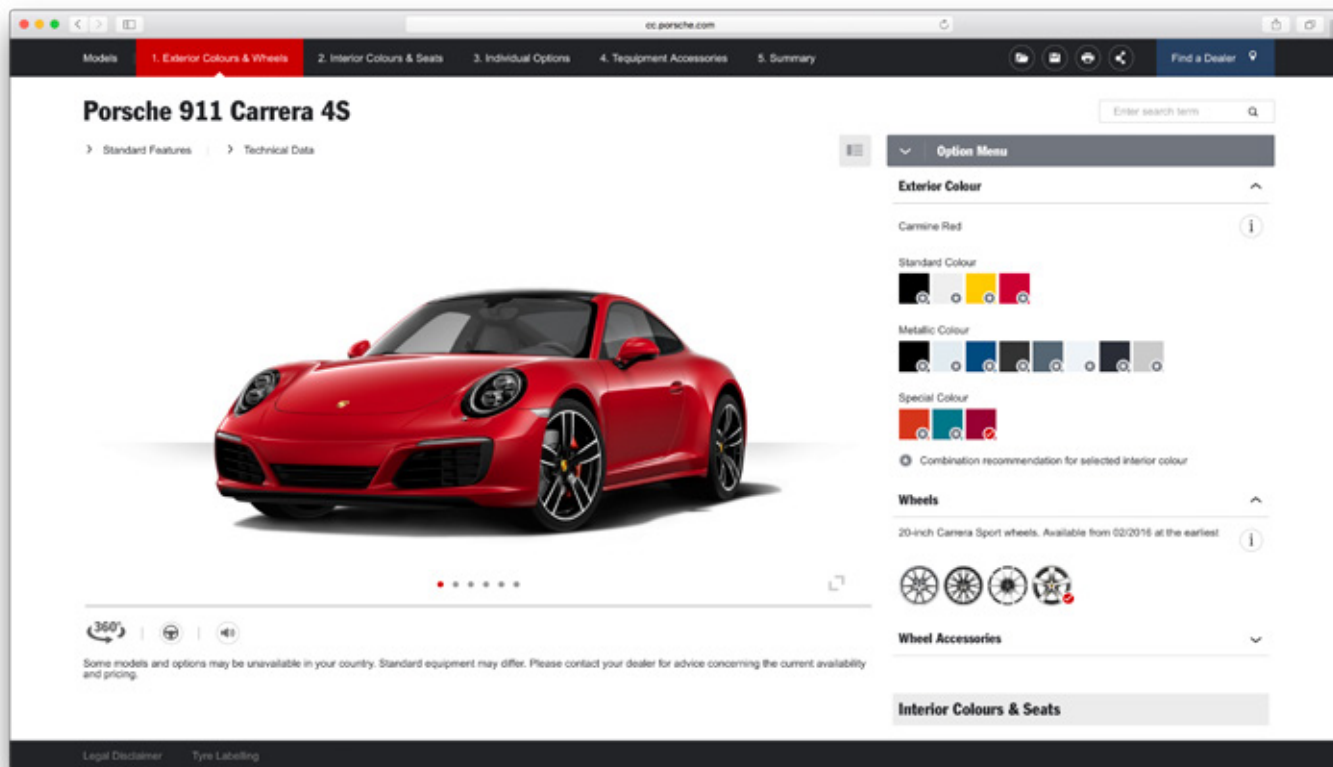 cc.porsche.com
Models
1. Exterior Colours & Wheels
2. Interior Colours & Seats
3. Individual Options
4. Tequipment Accessories
5. Summary
Find a Dealer
Porsche 911 Carrera 4S
Enter search term
Standard Features
Technical Data
Option Menu
Exterior Colour
Carmine Red
i
Standard Colour
Metallic Colour
Special Colour
Combination recommendation for selected interior colour
Wheels
20-inch Carrera Sport wheels. Available from 02/2016 at the earliest
i
Wheel Accessories
360°
Some models and options may be unavailable in your country. Standard equipment may differ. Please contact your dealer for advice concerning the current availability
and pricing.
Interior Colours & Seats
Legal Disclaimer
Tyre Labelling